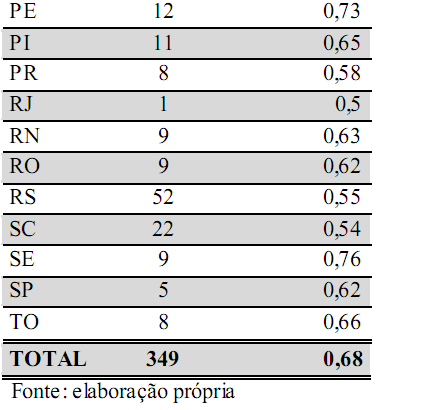 PE 12 0,73
PI 11 0,65
PR 8 0,58
RJ 1 0,5
RN 9 0,63
RO 9 0,62
RS 52 0,55
SC 22 0,54
SE 9 0,76
SP 5 0,62
TO 8 0,66
TOTAL 349 0,68
Fonte: elaboração própria